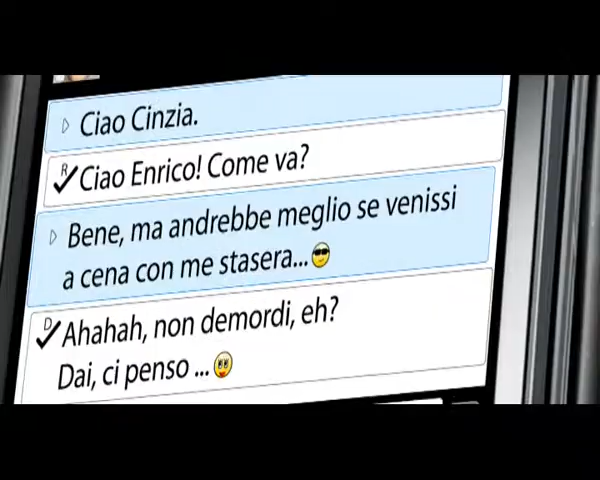 Ciao Cinzia.
R
Ciao Enrico! Come va?
Bene, ma andrebbe meglio se venissi
a cena con me stasera...
D
Ahahah, non demordi, eh?
Dai, ci penso ...